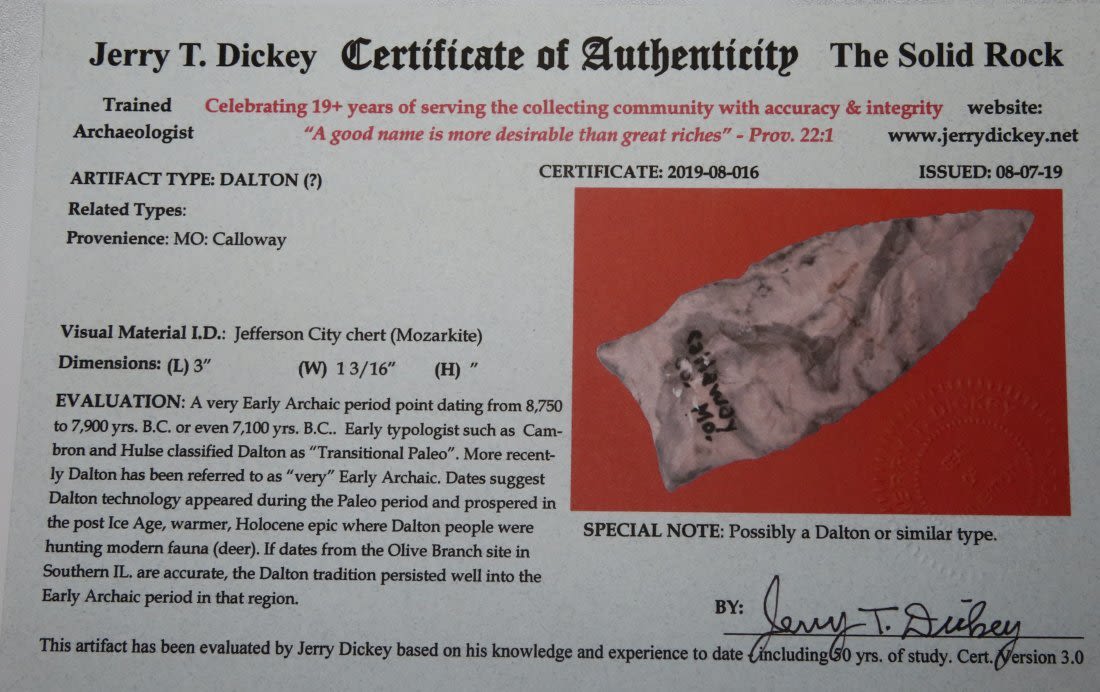 Jerry T. Dickey Certificate of Authenticity The Solid Rock
Trained Archaeologist
Celebrating 19+ years of serving the collecting community with accuracy & integrity
"A good name is more desirable than great riches" - Prov. 22:1
website:
www.jerrydickey.net
ARTIFACT TYPE: DALTON (?)
CERTIFICATE: 2019-08-016
ISSUED: 08-07-19
Related Types:
Provenience: MO: Calloway
Visual Material I.D.: Jefferson City chert (Mozarkite)
Dimensions: (L) 3" (W) 1 3/16" (H) "
EVALUATION: A very Early Archaic period point dating from 8,750
to 7,900 yrs. B.C. or even 7,100 yrs. B.C.. Early typologist such as Cam-
bron and Hulse classified Dalton as "Transitional Paleo". More recent-
ly Dalton has been referred to as "very" Early Archaic. Dates suggest
Dalton technology appeared during the Paleo period and prospered in
the post Ice Age, warmer, Holocene epic where Dalton people were
hunting modern fauna (deer). If dates from the Olive Branch site in
Southern IL. are accurate, the Dalton tradition persisted well into the
Early Archaic period in that region.
Callaway
Co. Mo.
SPECIAL NOTE: Possibly a Dalton or similar type.
BY: Jerry T. Dickey
This artifact has been evaluated by Jerry Dickey based on his knowledge and experience to date (including 50 yrs. of study. Cert. Version 3.0